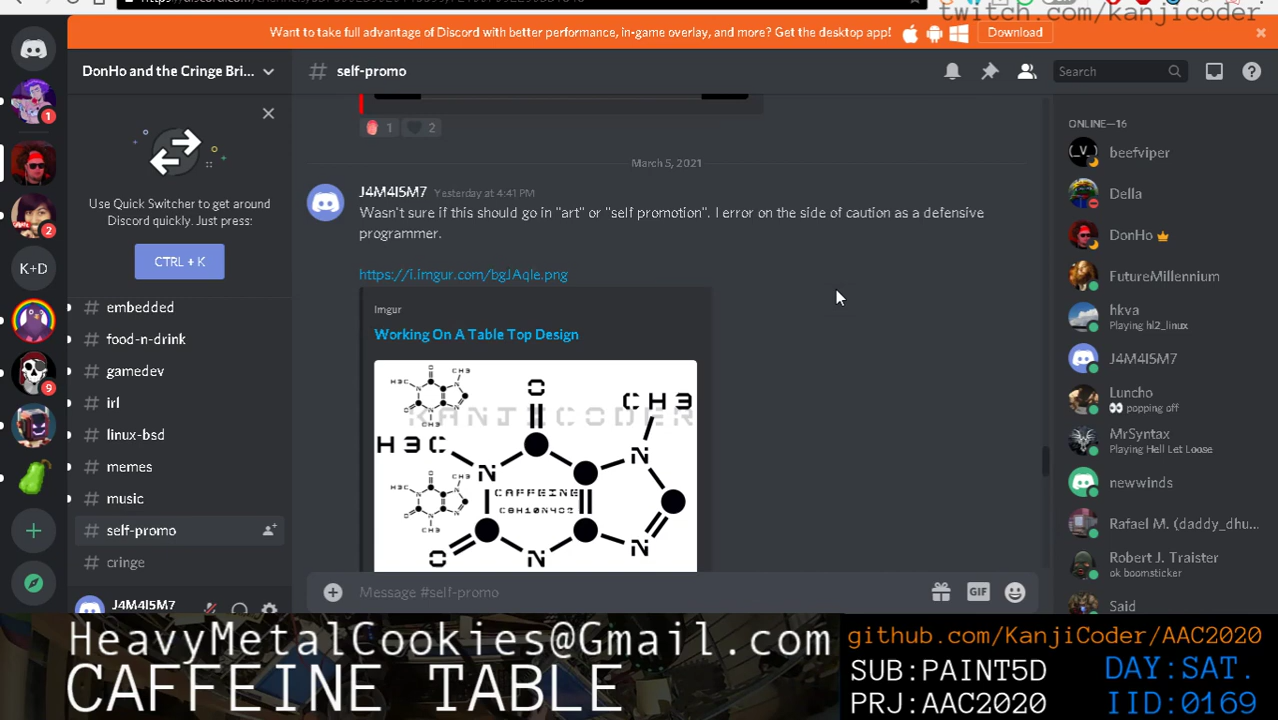 twitch.com/kanjicoder
Want to take full advantage of Discord with better performance, in-game overlay, and more? Get the desktop app!
Download
DonHo and the Cringe Bri...
self-promo
Search
1
2
K+D
9
Use Quick Switcher to get around
Discord quickly. Just press:
CTRL + K
embedded
food-n-drink
gamedev
irl
linux-bsd
memes
music
self-promo
cringe
J4M4I5M7
1
2
March 5, 2021
J4M4I5M7 Yesterday at 4:41 PM
Wasn't sure if this should go in "art" or "self promotion". I error on the side of caution as a defensive
programmer.
https://i.imgur.com/bgJAqle.png
Imgur
Working On A Table Top Design
KANJICODER
H3C
O
CH3
N
N
CAFFEINE
C8H10N4O2
O
N
N
Message #self-promo
GIF
ONLINE—16
beefviper
Della
DonHo
FutureMillennium
hkva
Playing hl2_linux
J4M4I5M7
Luncho
popping off
MrSyntax
Playing Hell Let Loose
newwinds
Rafael M. (daddy_dhu...
Robert J. Traister
ok boomsticker
Said
HeavyMetalCookies@Gmail.com
CAFFEINE TABLE
github.com/KanjiCoder/AAC2020
SUB:PAINT5D
DAY:SAT.
PRJ:AAC2020
IID:0169